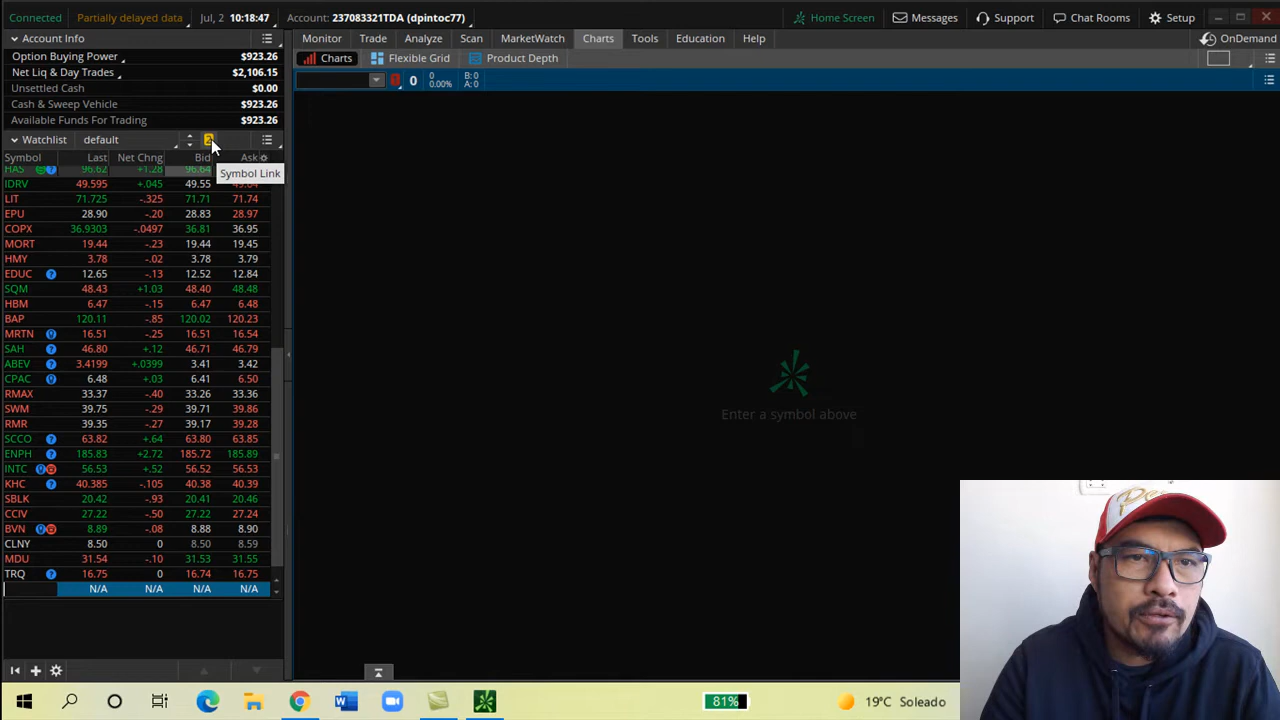 Connected Partially delayed data Jul, 2 10:18:47 Account: 237083321TDA (dpintoc77) Home Screen Messages Support Chat Rooms Setup
Account Info Monitor Trade Analyze Scan MarketWatch Charts Tools Education Help OnDemand
Option Buying Power $923.26 Charts Flexible Grid Product Depth
Net Liq & Day Trades $2,106.15 0 0 0.00% B: 0 A: 0
Unsettled Cash $0.00
Cash & Sweep Vehicle $923.26
Available Funds For Trading $923.26
Watchlist default 2
Symbol Last Net Chng Bid Ask
HAS 96.62 +1.28 96.64
Symbol Link
IDRV 49.595 +.045 49.55
LIT 71.725 -.325 71.71 71.74
EPU 28.90 -.20 28.83 28.97
COPX 36.9303 -.0497 36.81 36.95
MORT 19.44 -.23 19.44 19.45
HMY 3.78 -.02 3.78 3.79
EDUC ? 12.65 -.13 12.52 12.84
SQM 48.43 +1.03 48.40 48.48
HBM 6.47 -.15 6.47 6.48
BAP 120.11 -.85 120.02 120.23
MRTN 16.51 -.25 16.51 16.54
SAH ? 46.80 +.12 46.71 46.79
ABEV ? 3.4199 +.0399 3.41 3.42
CPAC 6.48 +.03 6.41 6.50
RMAX 33.37 -.40 33.26 33.36
SWM 39.75 -.29 39.71 39.86
RMR 39.35 -.27 39.17 39.28
SCCO ? 63.82 +.64 63.80 63.85
ENPH ? 185.83 +2.72 185.72 185.89
INTC 56.53 +.52 56.52 56.53
KHC ? 40.385 -.105 40.38 40.39
SBLK 20.42 -.93 20.41 20.46
CCIV 27.22 -.50 27.22 27.24
BVN 8.89 -.08 8.88 8.90
CLNY 8.50 0 8.50 8.59
MDU 31.54 -.10 31.53 31.55
TRQ ? 16.75 0 16.74 16.75
N/A N/A N/A N/A
Enter a symbol above
81% 19°C Soleado